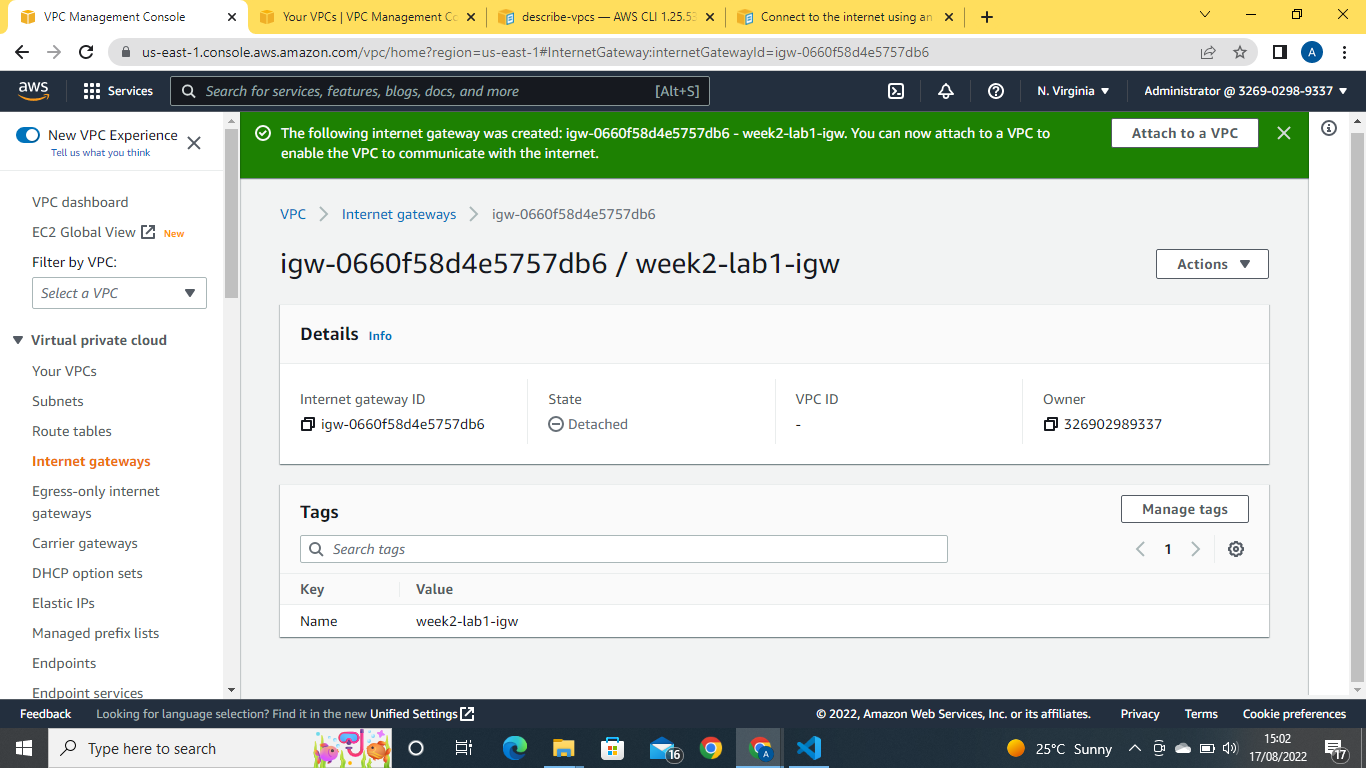 VPC Management Console
Your VPCs | VPC Management Co
describe-vpcs — AWS CLI 1.25.53
Connect to the internet using an
us-east-1.console.aws.amazon.com/vpc/home?region=us-east-1#InternetGateway:internetGatewayId=igw-0660f58d4e5757db6
A
aws
Services
Search for services, features, blogs, docs, and more
[Alt+S]
N. Virginia
Administrator @ 3269-0298-9337
New VPC Experience
Tell us what you think
The following internet gateway was created: igw-0660f58d4e5757db6 - week2-lab1-igw. You can now attach to a VPC to
enable the VPC to communicate with the internet.
Attach to a VPC
VPC dashboard
EC2 Global View New
Filter by VPC:
Select a VPC
Virtual private cloud
Your VPCs
Subnets
Route tables
Internet gateways
Egress-only internet
gateways
Carrier gateways
DHCP option sets
Elastic IPs
Managed prefix lists
Endpoints
Endpoint services
VPC
Internet gateways
igw-0660f58d4e5757db6
igw-0660f58d4e5757db6 / week2-lab1-igw
Actions
Details Info
Internet gateway ID
igw-0660f58d4e5757db6
State
Detached
VPC ID
-
Owner
326902989337
Tags
Manage tags
Search tags
1
Key Value
Name week2-lab1-igw
Feedback
Looking for language selection? Find it in the new Unified Settings
© 2022, Amazon Web Services, Inc. or its affiliates.
Privacy
Terms
Cookie preferences
Type here to search
16
A
25°C Sunny
15:02
17/08/2022
17